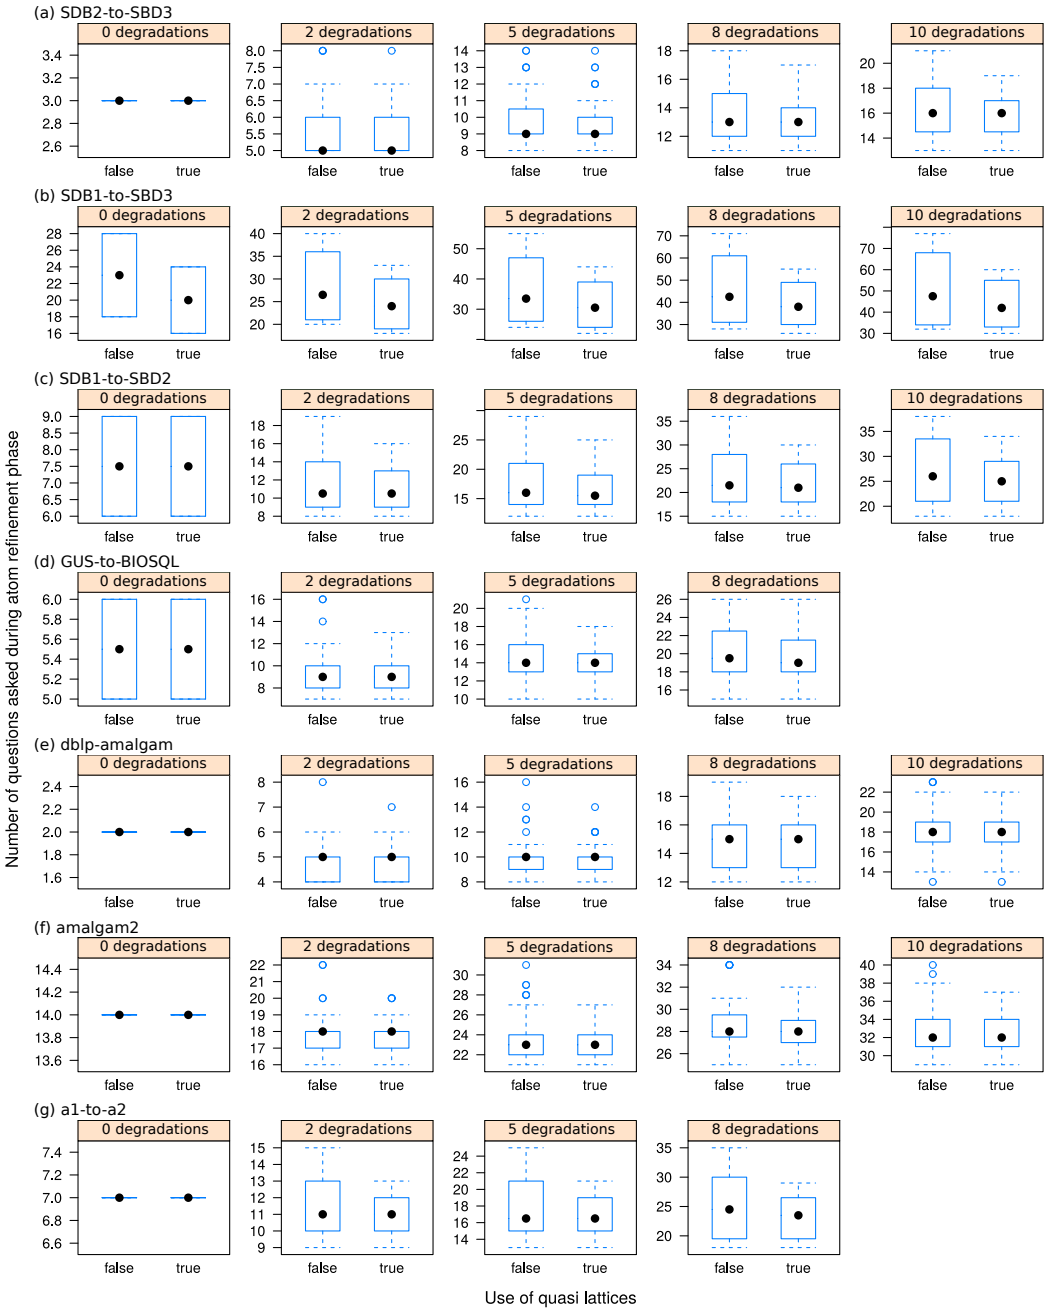 (a) SDB2-to-SBD3
0 degradations 2 degradations 5 degradations 8 degradations 10 degradations
3.4 3.2 3.0 2.8 2.6
8.0 7.5 7.0 6.5 6.0 5.5 5.0
14 13 12 11 10 9 8
18 16 14 12
20 18 16 14
false true false true false true false true false true
(b) SDB1-to-SBD3
0 degradations 2 degradations 5 degradations 8 degradations 10 degradations
28 26 24 22 20 18 16
40 35 30 25 20
50 40 30
70 60 50 40 30
70 60 50 40 30
false true false true false true false true false true
(c) SDB1-to-SBD2
0 degradations 2 degradations 5 degradations 8 degradations 10 degradations
9.0 8.5 8.0 7.5 7.0 6.5 6.0
18 16 14 12 10 8
25 20 15
35 30 25 20 15
35 30 25 20
false true false true false true false true false true
(d) GUS-to-BIOSQL
0 degradations 2 degradations 5 degradations 8 degradations
6.0 5.8 5.6 5.4 5.2 5.0
16 14 12 10 8
20 18 16 14 12 10
26 24 22 20 18 16
false true false true false true false true
(e) dblp-amalgam
0 degradations 2 degradations 5 degradations 8 degradations 10 degradations
2.4 2.2 2.0 1.8 1.6
8 7 6 5 4
16 14 12 10 8
18 16 14 12
22 20 18 16 14
false true false true false true false true false true
(f) amalgam2
0 degradations 2 degradations 5 degradations 8 degradations 10 degradations
14.4 14.2 14.0 13.8 13.6
22 21 20 19 18 17 16
30 28 26 24 22
34 32 30 28 26
40 38 36 34 32 30
false true false true false true false true false true
(g) a1-to-a2
0 degradations 2 degradations 5 degradations 8 degradations
7.4 7.2 7.0 6.8 6.6
15 14 13 12 11 10 9
24 22 20 18 16 14
35 30 25 20
false true false true false true false true
Number of questions asked during atom refinement phase
Use of quasi lattices